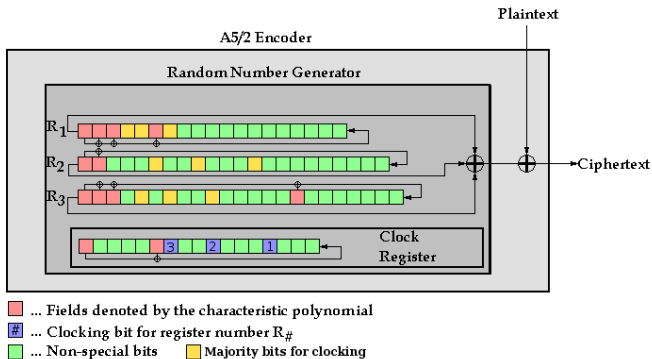 Plaintext
A5/2 Encoder
Random Number Generator
R1
R2
Ciphertext
R3
3 2 1
Clock
Register
... Fields denoted by the characteristic polynomial
# ... Clocking bit for register number R#
... Non-special bits
Majority bits for clocking